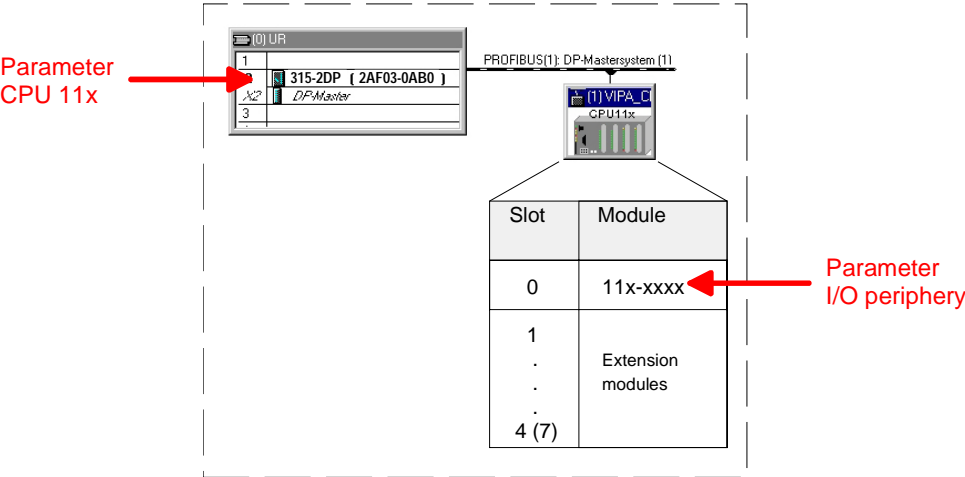 (0) UR
1
315-2DP ( 2AF03-0AB0 )
X2 DP-Master
3
Parameter
CPU 11x
PROFIBUS(1): DP-Mastersystem (1)
(1) VIPA_C
CPU11x
Slot Module
0 11x-xxxx
Parameter
I/O periphery
1
.
.
.
4 (7)
Extension
modules